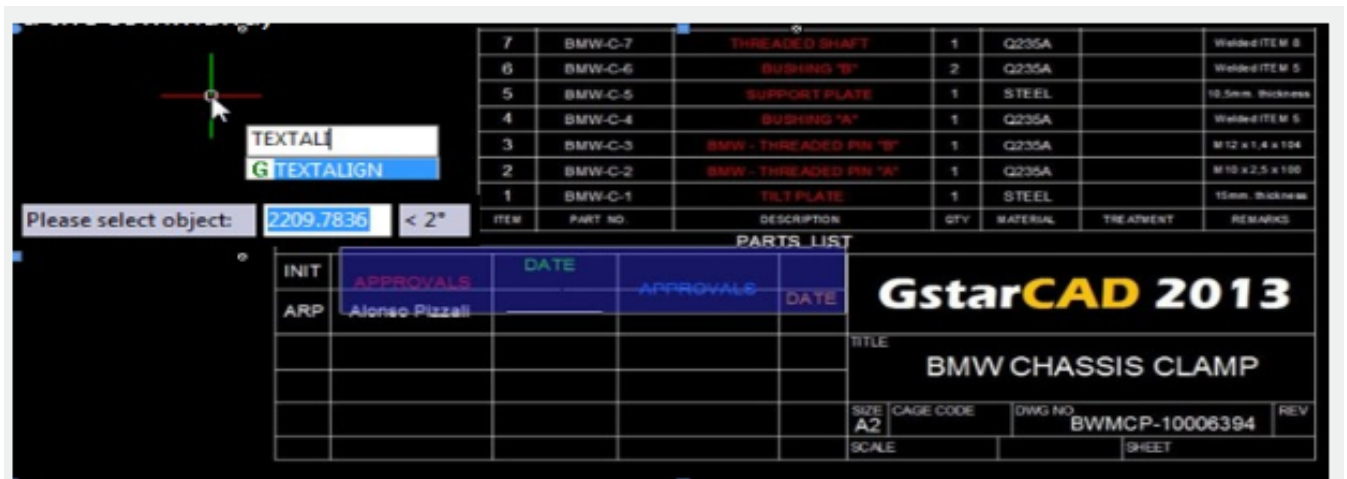 7 BMW-C-7 THREADED SHAFT 1 Q235A Welded ITEM 8
6 BMW-C-6 BUSHING "B" 2 Q235A Welded ITEM 5
5 BMW-C-5 SUPPORT PLATE 1 STEEL 10,5mm. thickness
4 BMW-C-4 BUSHING "A" 1 Q235A Welded ITEM 5
3 BMW-C-3 BMW - THREADED PIN "B" 1 Q235A M12 x 1,4 x 104
2 BMW-C-2 BMW - THREADED PIN "A" 1 Q235A M10 x 2,5 x 100
1 BMW-C-1 TILT PLATE 1 STEEL 15mm. thickness
ITEM PART NO. DESCRIPTION QTY MATERIAL TREATMENT REMARKS
PARTS LIST
TEXTALI
G TEXTALIGN
Please select object: 2209.7836 < 2°
INIT APPROVALS DATE APPROVALS DATE
ARP Alonso Pizzali
GstarCAD 2013
TITLE
BMW CHASSIS CLAMP
SIZE CAGE CODE DWG NO REV
A2 BWMCP-10006394
SCALE SHEET